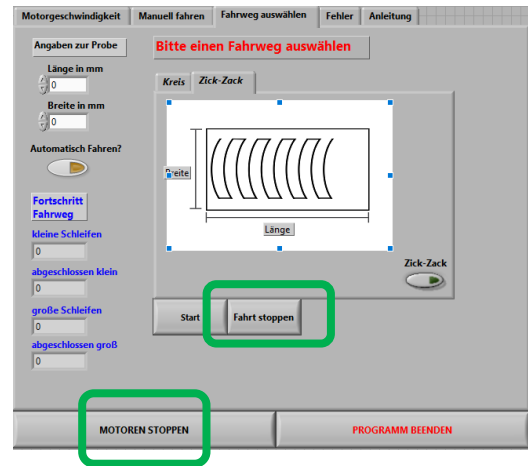 Motorgeschwindigkeit
Manuell fahren
Fahrweg auswählen
Fehler
Anleitung
Angaben zur Probe
Bitte einen Fahrweg auswählen
Länge in mm
0
Breite in mm
0
Automatisch Fahren?
Fortschritt
Fahrweg
kleine Schleifen
0
abgeschlossen klein
0
große Schleifen
0
abgeschlossen groß
0
Kreis
Zick-Zack
Breite
Länge
Zick-Zack
Start
Fahrt stoppen
MOTOREN STOPPEN
PROGRAMM BEENDEN